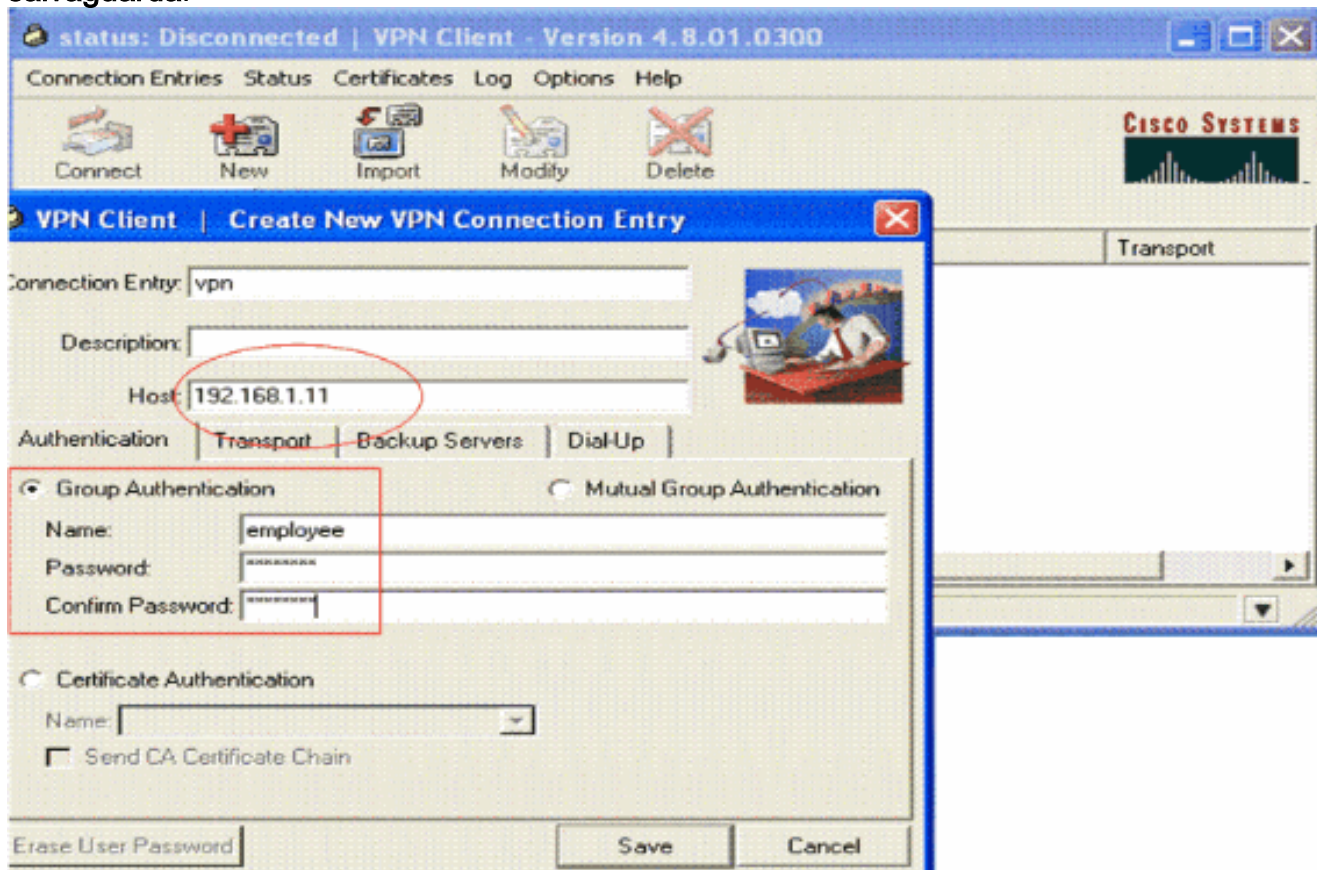 status: Disconnected | VPN Client - Version 4.8.01.0300
Connection Entries Status Certificates Log Options Help
Connect New Import Modify Delete
CISCO SYSTEMS
VPN Client | Create New VPN Connection Entry
Transport
Connection Entry: vpn
Description:
Host: 192.168.1.11
Authentication Transport Backup Servers Dial-Up
Group Authentication Mutual Group Authentication
Name: employee
Password: ********
Confirm Password: ********
Certificate Authentication
Name:
Send CA Certificate Chain
Erase User Password Save Cancel